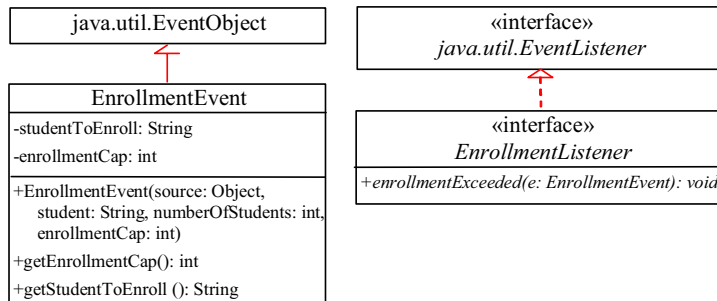 java.util.EventObject
EnrollmentEvent
-studentToEnroll: String
-enrollmentCap: int
+EnrollmentEvent(source: Object,
student: String, numberOfStudents: int,
enrollmentCap: int)
+getEnrollmentCap(): int
+getStudentToEnroll (): String
«interface»
java.util.EventListener
«interface»
EnrollmentListener
+enrollmentExceeded(e: EnrollmentEvent): void